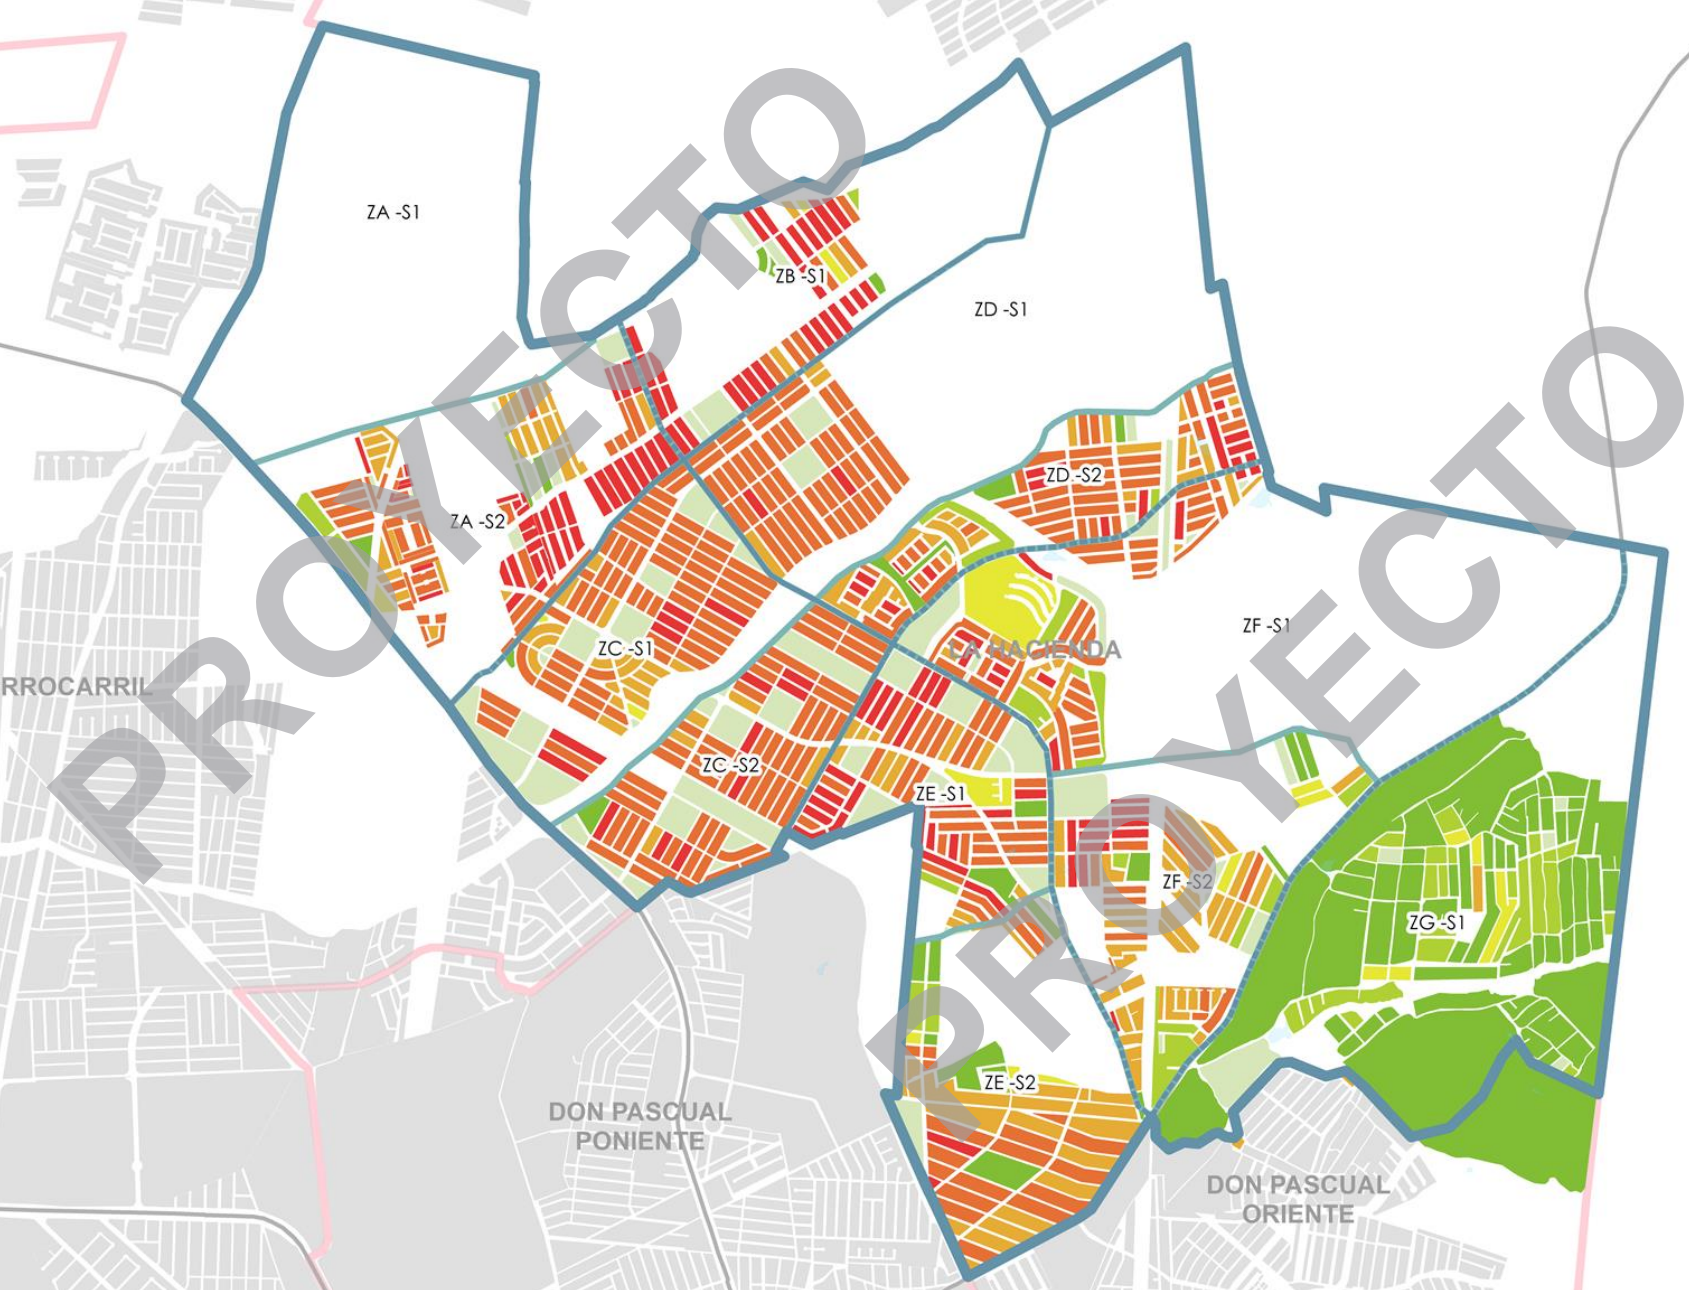 ZA -S1
ZB -S1
ZD -S1
ZD -S2
ZA -S2
ZC -S1
LA HACIENDA
ZF -S1
RROCARRIL
ZC -S2
ZE -S1
ZF -S2
ZG -S1
ZE -S2
DON PASCUAL
PONIENTE
DON PASCUAL
ORIENTE
PROYECTO
PROYECTO